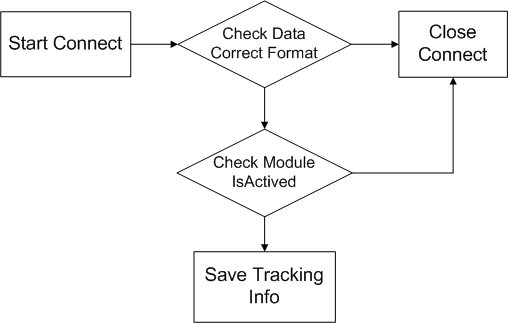 Start Connect
Check Data
Correct Format
Close
Connect
Check Module
IsActived
Save Tracking
Info